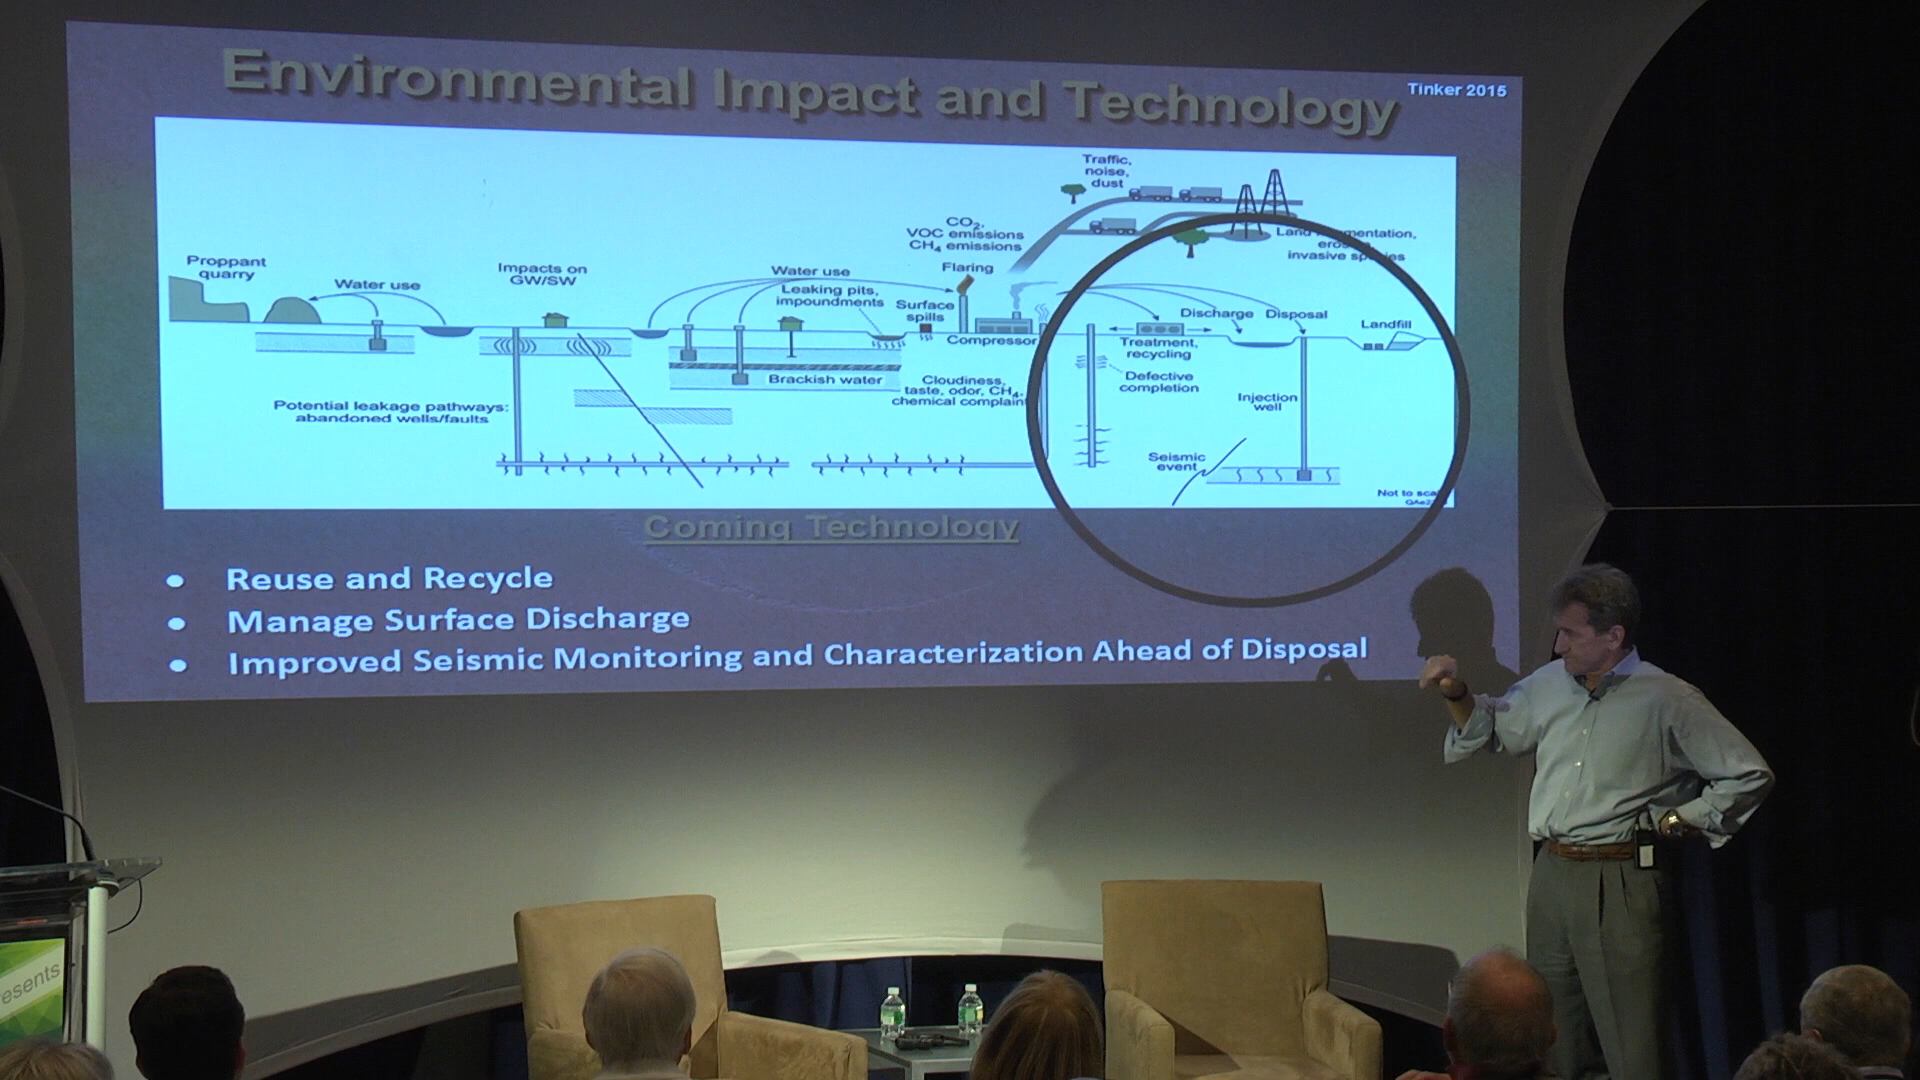 Environmental Impact and Technology
Tinker 2015
Traffic,
noise,
dust
CO2,
VOC emissions
CH4 emissions
Flaring
Land
invasive species
Proppant
quarry
Water use
Impacts on
GW/SW
Water use
Leaking pits,
impoundments
Surface
spills
Compressor
Discharge
Disposal
Landfill
Treatment,
recycling
Brackish water
Cloudiness,
taste, odor, CH4,
chemical
Defective
completion
Injection
well
Potential leakage pathways:
abandoned wells/faults
Seismic
event
Not to
Coming Technology
• Reuse and Recycle
• Manage Surface Discharge
• Improved Seismic Monitoring and Characterization Ahead of Disposal